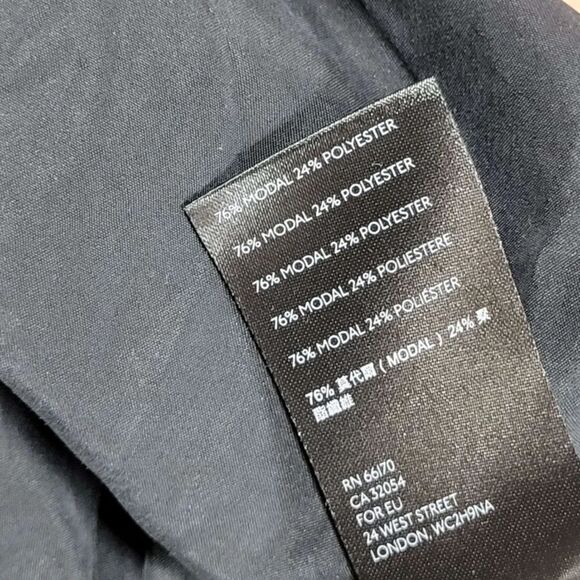 76% MODAL 24% POLYESTER
76% MODAL 24% POLYESTER
76% MODAL 24% POLYESTER
76% MODAL 24% POLIESTERE
76% MODAL 24% POLIÉSTER
76% 莫代爾 ( MODAL ) 24% 聚
酯纖維
RN 66170
CA 32054
FOR EU
24 WEST STREET
LONDON, WC2H9NA